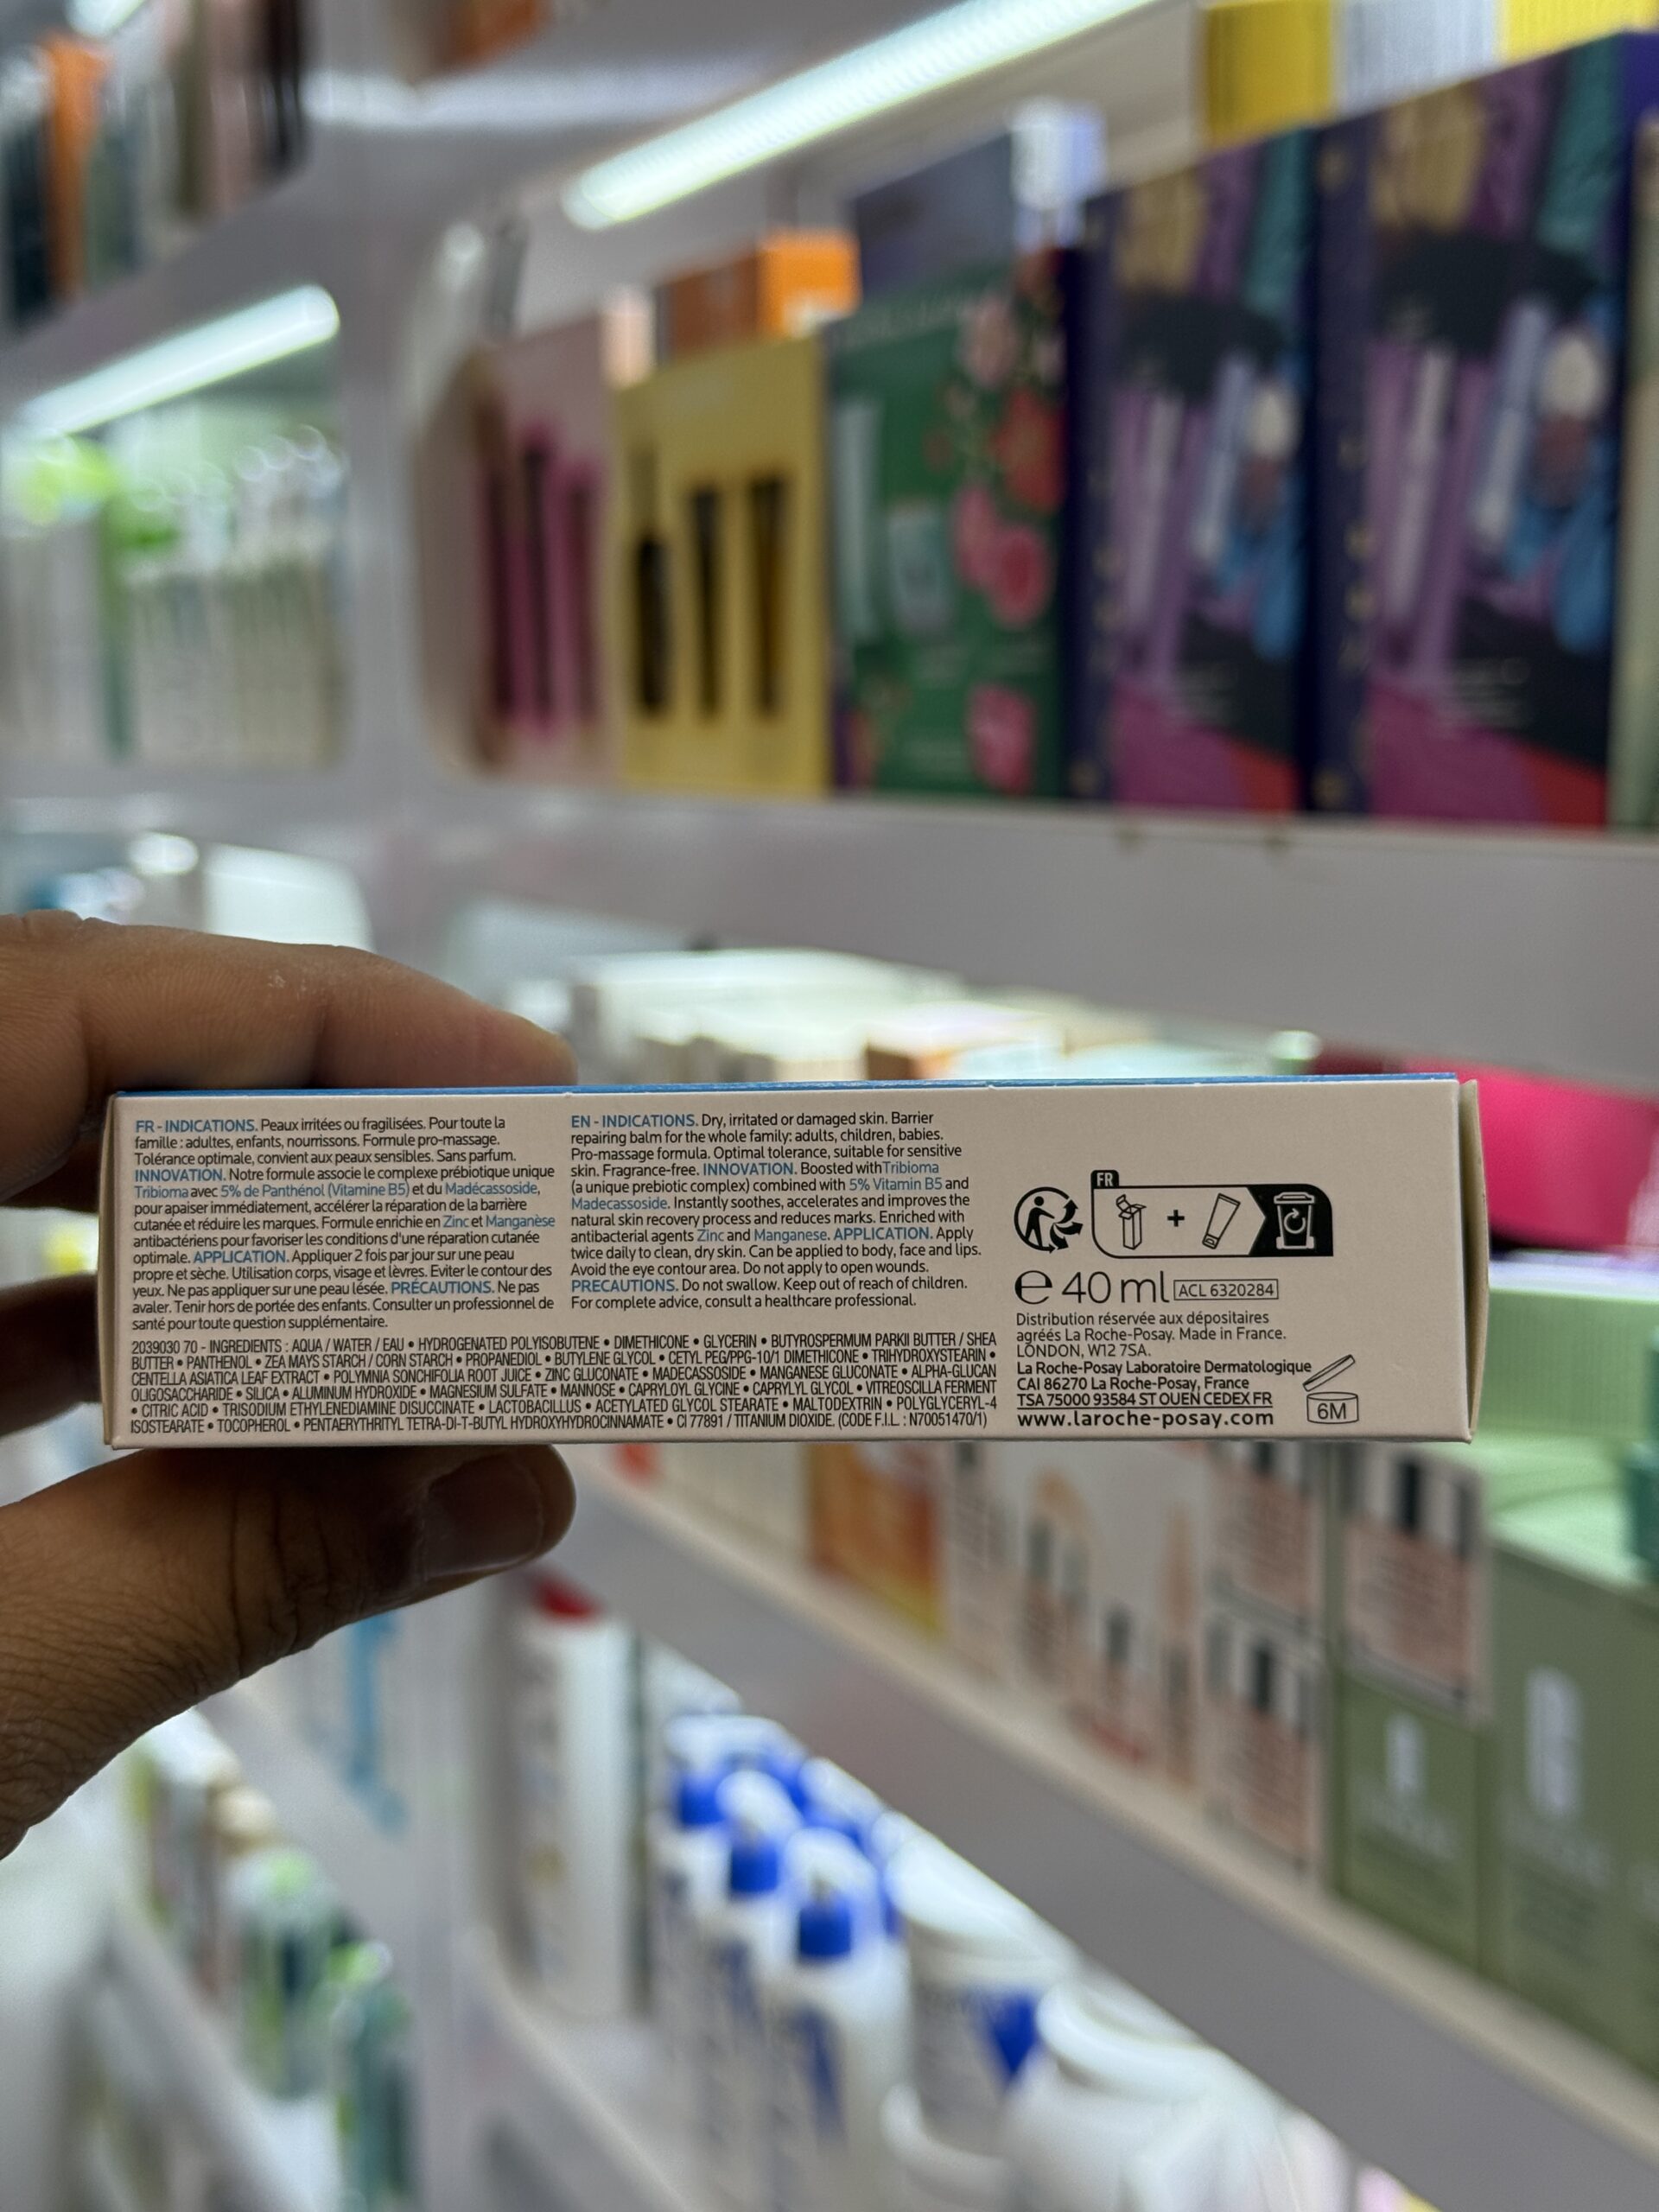 FR - INDICATIONS. Peaux irritées ou fragilisées. Pour toute la
famille : adultes, enfants, nourrissons. Formule pro-massage.
Tolérance optimale, convient aux peaux sensibles. Sans parfum.
INNOVATION. Notre formule associe le complexe prébiotique unique
Tribioma avec 5% de Panthénol (Vitamine B5) et du Madécassoside,
pour apaiser immédiatement, accélérer la réparation de la barrière
cutanée et réduire les marques. Formule enrichie en Zinc et Manganèse
antibactériens pour favoriser les conditions d'une réparation cutanée
optimale. APPLICATION. Appliquer 2 fois par jour sur une peau
propre et sèche. Utilisation corps, visage et lèvres. Eviter le contour des
yeux. Ne pas appliquer sur une peau lésée. PRÉCAUTIONS. Ne pas
avaler. Tenir hors de portée des enfants. Consulter un professionnel de
santé pour toute question supplémentaire.
EN - INDICATIONS. Dry, irritated or damaged skin. Barrier
repairing balm for the whole family: adults, children, babies.
Pro-massage formula. Optimal tolerance, suitable for sensitive
skin. Fragrance-free. INNOVATION. Boosted with Tribioma
(a unique prebiotic complex) combined with 5% Vitamin B5 and
Madecassoside. Instantly soothes, accelerates and improves the
natural skin recovery process and reduces marks. Enriched with
antibacterial agents Zinc and Manganese. APPLICATION. Apply
twice daily to clean, dry skin. Can be applied to body, face and lips.
Avoid the eye contour area. Do not apply to open wounds.
PRECAUTIONS. Do not swallow. Keep out of reach of children.
For complete advice, consult a healthcare professional.
2039030 70 - INGREDIENTS : AQUA / WATER / EAU • HYDROGENATED POLYISOBUTENE • DIMETHICONE • GLYCERIN • BUTYROSPERMUM PARKII BUTTER / SHEA
BUTTER • PANTHENOL • ZEA MAYS STARCH / CORN STARCH • PROPANEDIOL • BUTYLENE GLYCOL • CETYL PEG/PPG-10/1 DIMETHICONE • TRIHYDROXYSTEARIN •
CENTELLA ASIATICA LEAF EXTRACT • POLYMNIA SONCHIFOLIA ROOT JUICE • ZINC GLUCONATE • MADECASSOSIDE • MANGANESE GLUCONATE • ALPHA-GLUCAN
OLIGOSACCHARIDE • SILICA • ALUMINUM HYDROXIDE • MAGNESIUM SULFATE • MANNOSE • CAPRYLOYL GLYCINE • CAPRYLYL GLYCOL • VITREOSCILLA FERMENT
• CITRIC ACID • TRISODIUM ETHYLENEDIAMINE DISUCCINATE • LACTOBACILLUS • ACETYLATED GLYCOL STEARATE • MALTODEXTRIN • POLYGLYCERYL-4
ISOSTEARATE • TOCOPHEROL • PENTAERYTHRITYL TETRA-DI-T-BUTYL HYDROXYHYDROCINNAMATE • CI 77891 / TITANIUM DIOXIDE. (CODE F.I.L. : N70051470/1)
FR
+
e 40 ml ACL 6320284
Distribution réservée aux dépositaires
agréés La Roche-Posay. Made in France.
LONDON, W12 7SA.
La Roche-Posay Laboratoire Dermatologique
CAI 86270 La Roche-Posay, France
TSA 75000 93584 ST OUEN CEDEX FR
www.laroche-posay.com
6M